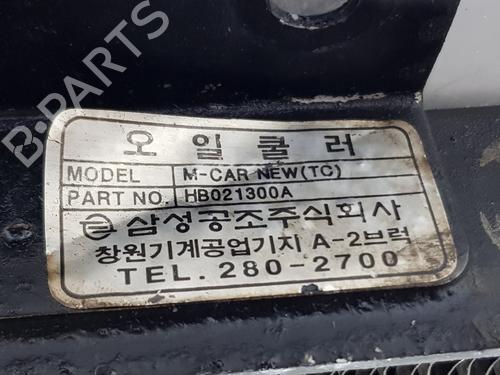 B-PARTS
오일쿨러
MODEL M-CAR NEW(TC)
PART NO. HB021300A
삼성공조주식회사
창원기계공업기지 A-2브럭
TEL. 280-2700